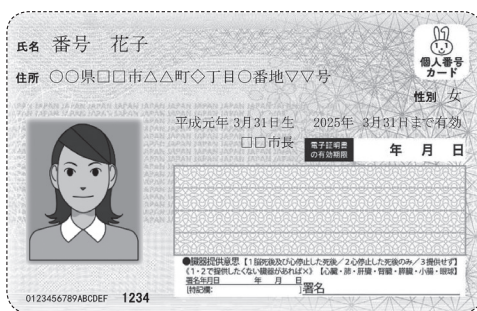 氏名 番号 花子
個人番号
カード
住所 ○○県□□市△△町◇丁目○番地▽▽号
性別 女
平成元年 3月31日生 2025年 3月31日まで有効
□□市長 電子証明書の有効期限 年 月 日
●臓器提供意思【1脳死後及び心停止した死後／2心停止した死後のみ／3提供せず】
《1・2で提供したくない臓器があれば×》【心臓・肺・肝臓・腎臓・膵臓・小腸・眼球】
署名年月日 年 月 日
[特記欄: ] 署名
0123456789ABCDEF 1234